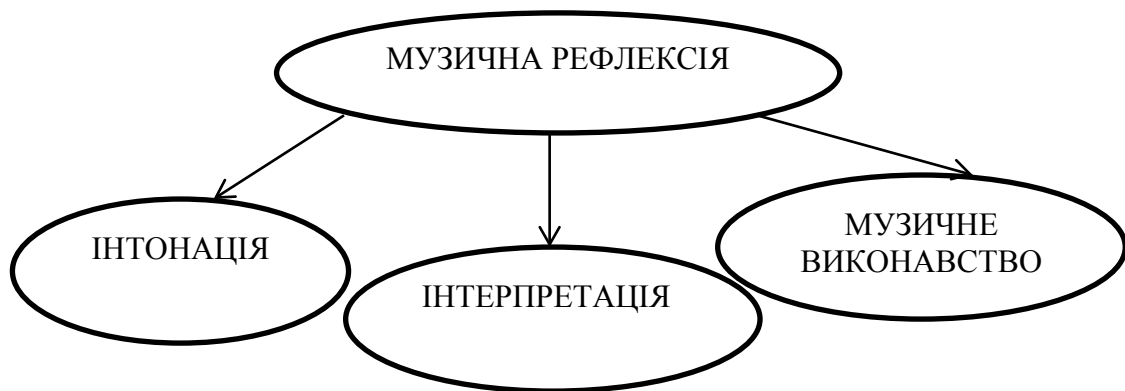 МУЗИЧНА РЕФЛЕКСІЯ
ІНТОНАЦІЯ
ІНТЕРПРЕТАЦІЯ
МУЗИЧНЕ
ВИКОНАВСТВО